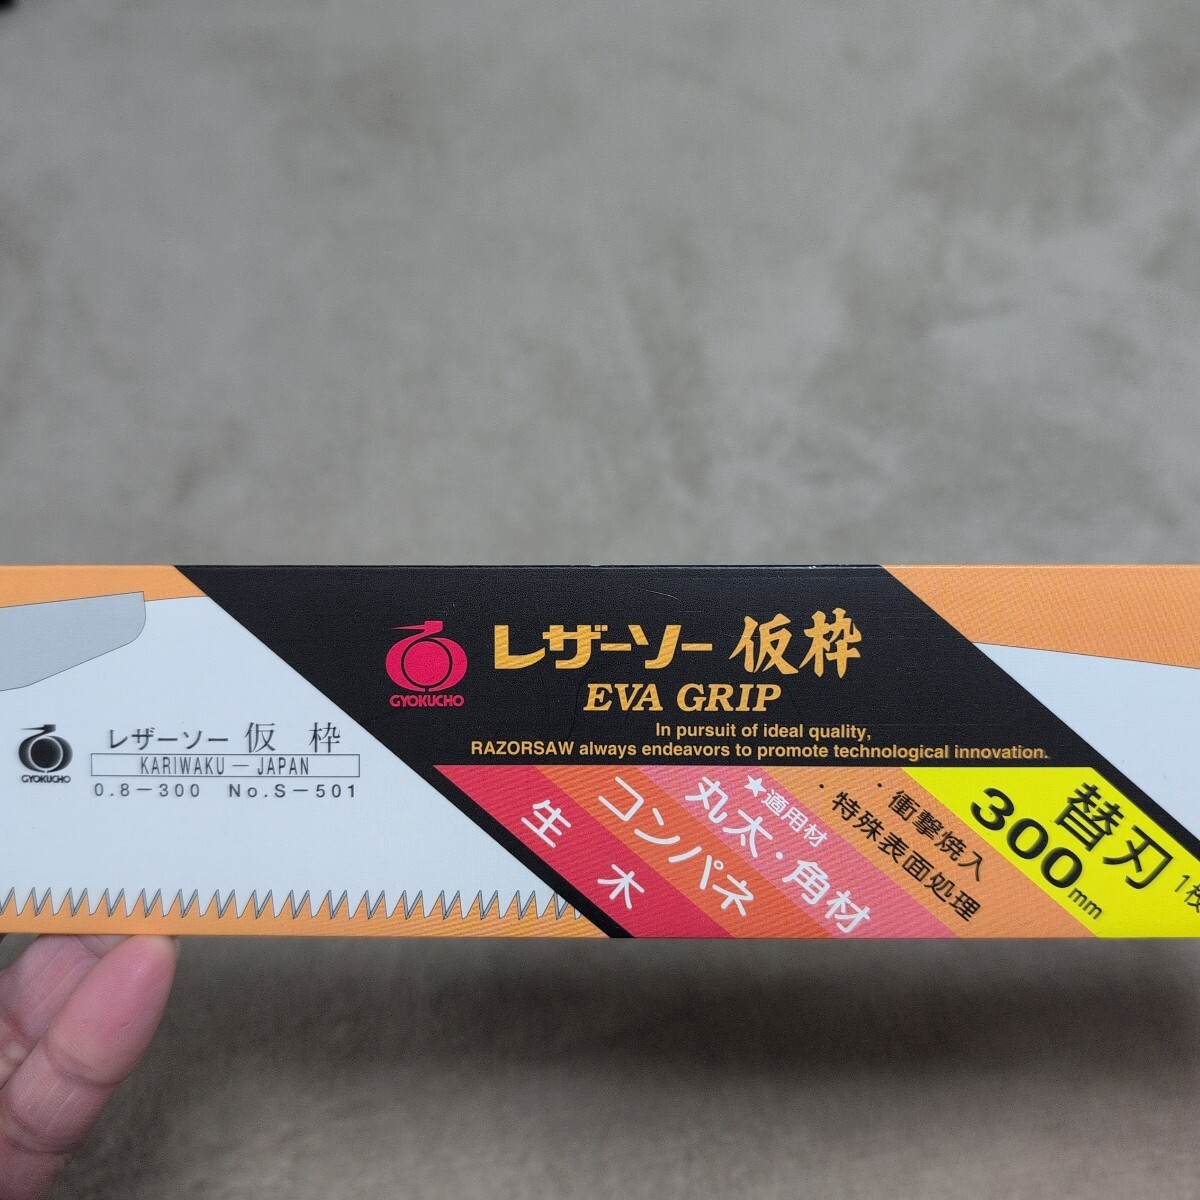 GYOKUCHO
レザーソー 仮枠
EVA GRIP
In pursuit of ideal quality,
RAZORSAW always endeavors to promote technological innovation.
GYOKUCHO
レザーソー 仮枠
KARIWAKU－JAPAN
0.8－300 No.S－501
生木
コンパネ
丸太・角材
★適用材
・特殊表面処理
・衝撃焼入
300mm
替刃
1枚